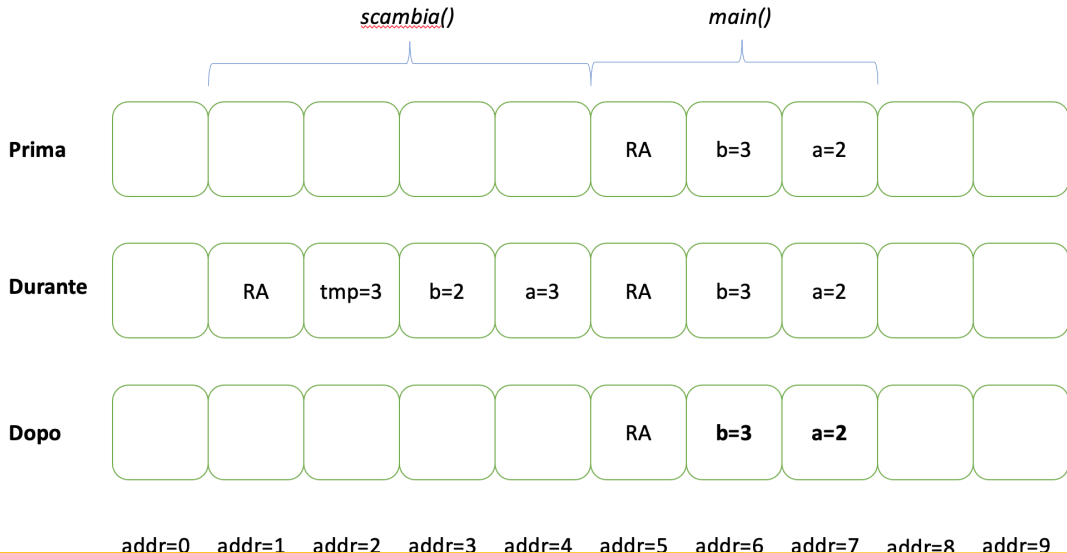 scambia() main()
Prima RA b=3 a=2
Durante RA tmp=3 b=2 a=3 RA b=3 a=2
Dopo RA b=3 a=2
addr=0 addr=1 addr=2 addr=3 addr=4 addr=5 addr=6 addr=7 addr=8 addr=9